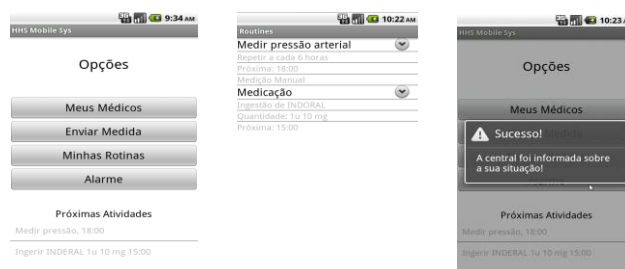 9:34 AM
HHS Mobile Sys
Opções
Meus Médicos
Enviar Medida
Minhas Rotinas
Alarme
Próximas Atividades
Medir pressão, 18:00
Ingerir INDERAL 1u 10 mg 15:00
10:22 AM
Routines
Medir pressão arterial
Repetir a cada 6 horas
Próxima: 18:00
Medição Manual
Medicação
Ingestão de INDORAL
Quantidade: 1u 10 mg
Próxima: 15:00
10:23
HHS Mobile Sys
Opções
Meus Médicos
Sucesso!
A central foi informada sobre
a sua situação!
Próximas Atividades
Medir pressão, 18:00
Ingerir INDERAL 1u 10 mg 15:00